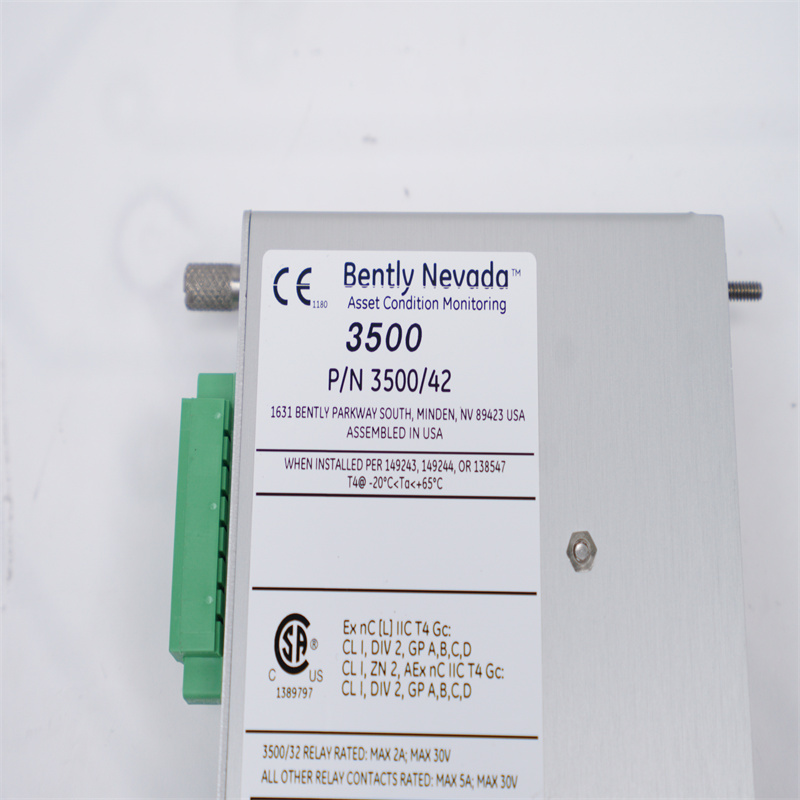 CE 1180
Bently Nevada™
Asset Condition Monitoring
3500
P/N 3500/42
1631 BENTLY PARKWAY SOUTH, MINDEN, NV 89423 USA
ASSEMBLED IN USA
WHEN INSTALLED PER 149243, 149244, OR 138547
T4@ -20°C<Ta<+65°C
CSA ®
C US
1389797
Ex nC [L] IIC T4 Gc:
CL I, DIV 2, GP A,B,C,D
CL I, ZN 2, AEx nC IIC T4 Gc:
CL I, DIV 2, GP A,B,C,D
3500/32 RELAY RATED: MAX 2A; MAX 30V
ALL OTHER RELAY CONTACTS RATED: MAX 5A; MAX 30V